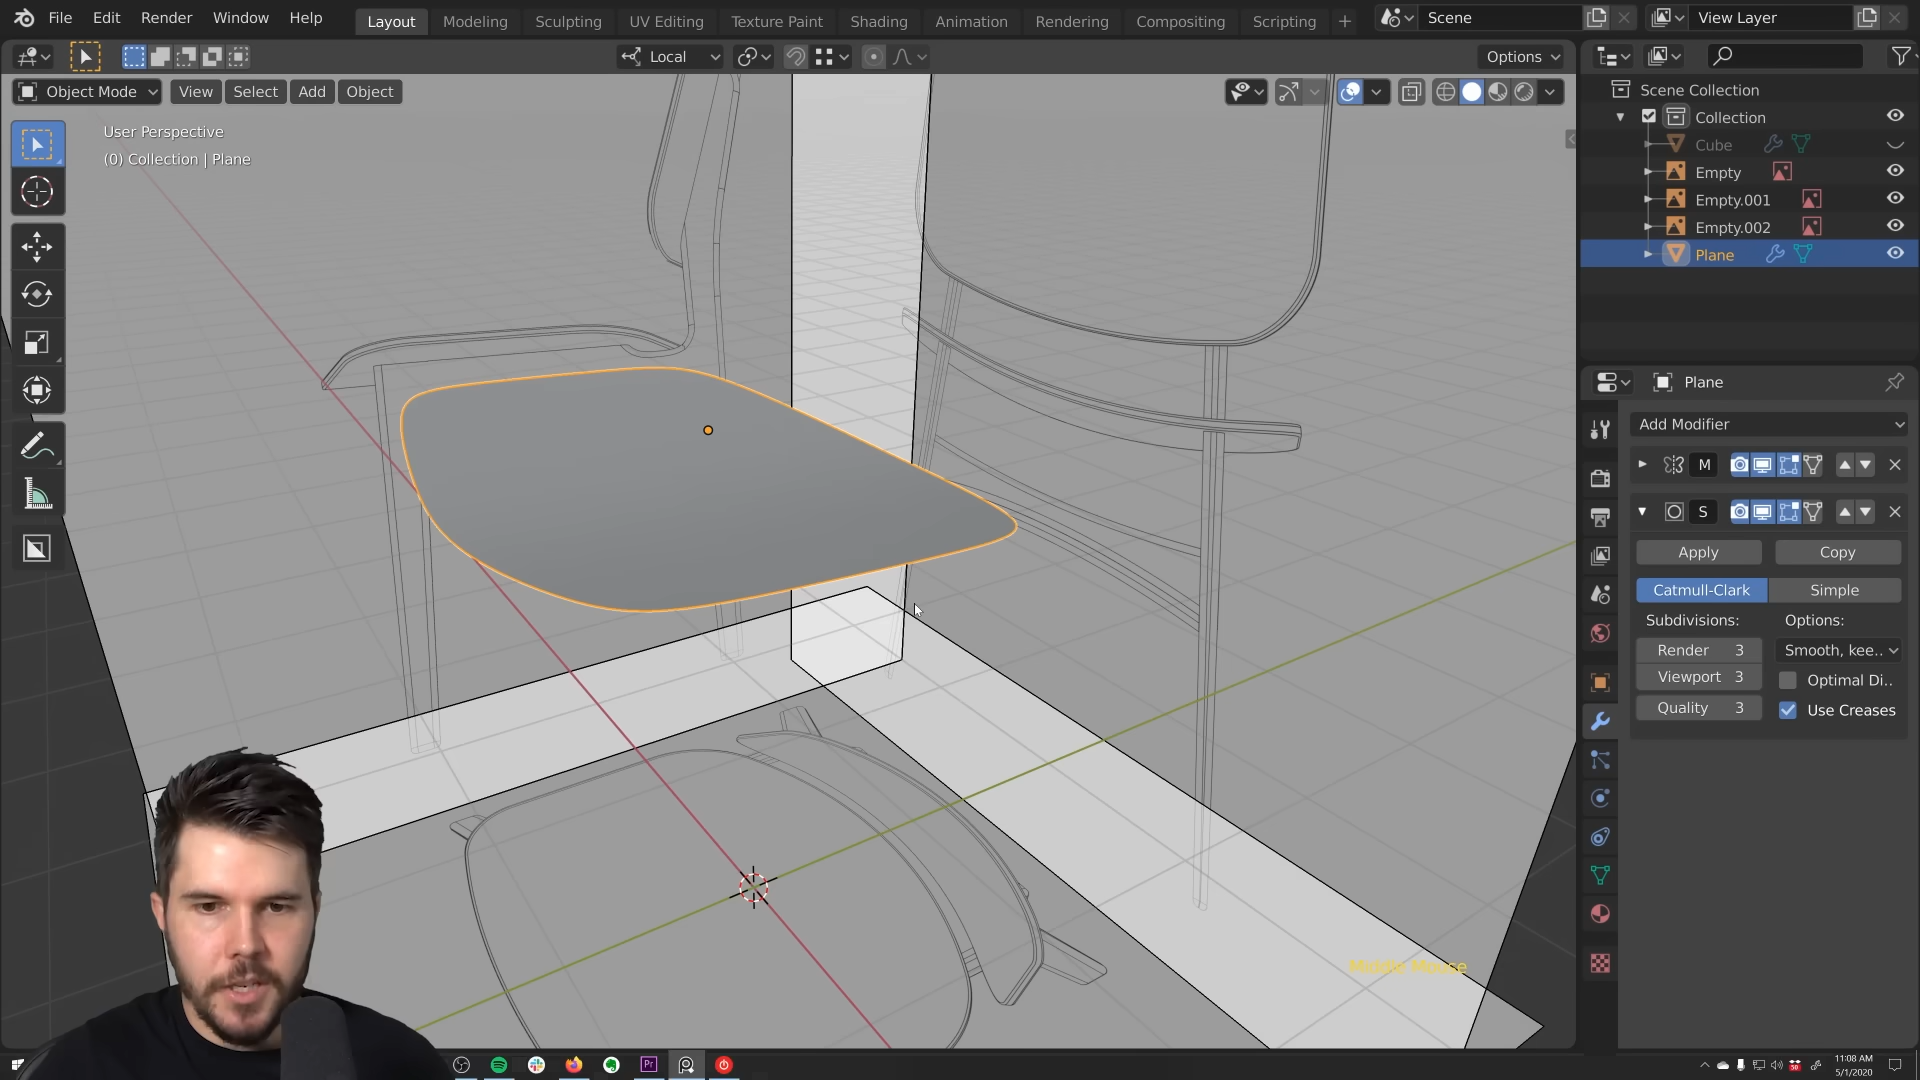 File Edit Render Window Help Layout Modeling Sculpting UV Editing Texture Paint Shading Animation Rendering Compositing Scripting + Scene View Layer
Local Options
Object Mode View Select Add Object
User Perspective
(0) Collection | Plane
Scene Collection
Collection
Cube
Empty
Empty.001
Empty.002
Plane
Plane
Add Modifier
M
S
Apply Copy
Catmull-Clark Simple
Subdivisions: Options:
Render 3 Smooth, kee..
Viewport 3 Optimal Di..
Quality 3 Use Creases
Middle Mouse
Pr
11:08 AM
5/1/2020